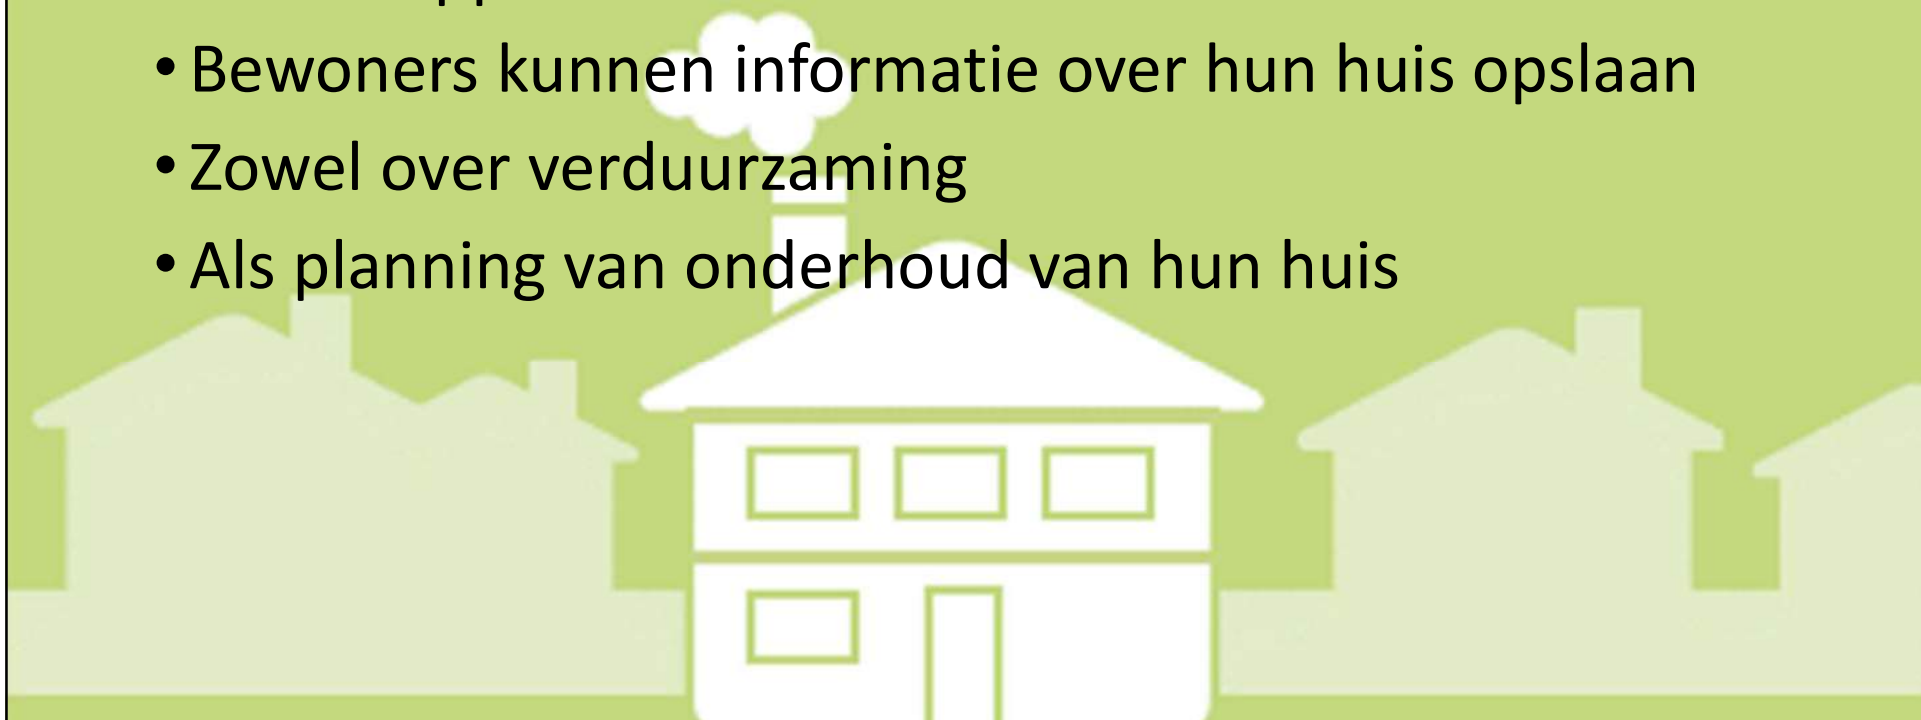 • Bewoners kunnen informatie over hun huis opslaan
• Zowel over verduurzaming
• Als planning van onderhoud van hun huis